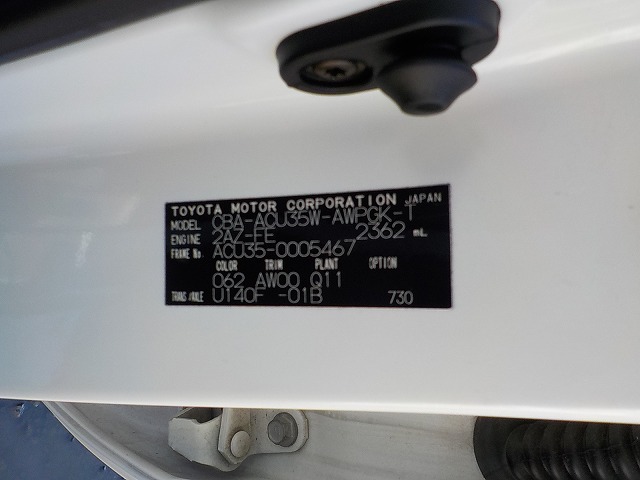 TOYOTA MOTOR CORPORATION JAPAN
MODEL CBA-ACU35W-AWPGK-T
ENGINE 2AZ-FE 2362 mL
FRAME No. ACU35-0005467
COLOR TRIM PLANT OPTION
062 AW00 Q11
TRANS/AXLE U140F -01B 730